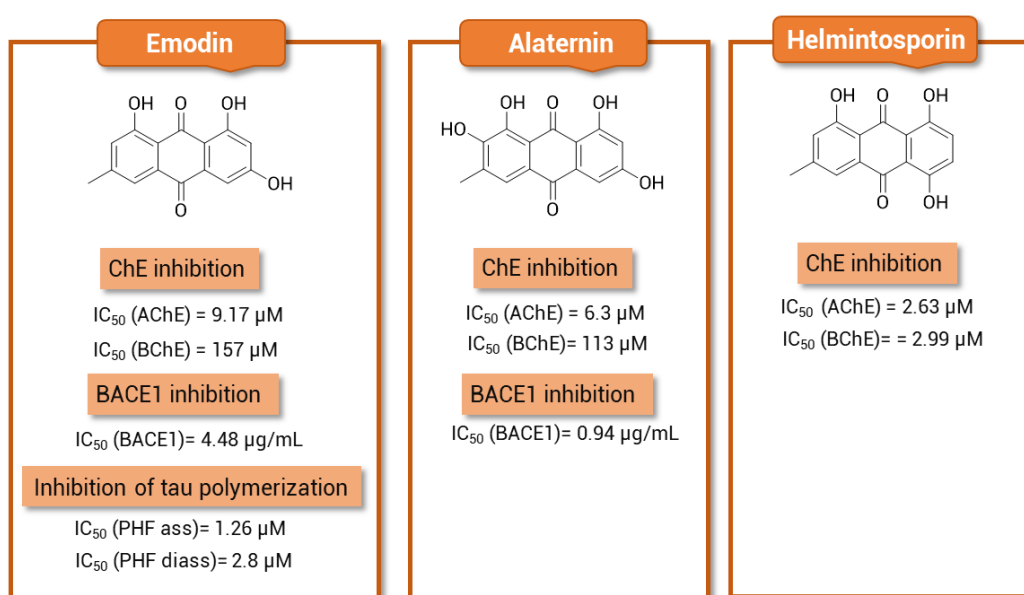 Emodin
OH O OH
OH
O
ChE inhibition
IC₅₀ (AChE) = 9.17 µM
IC₅₀ (BChE) = 157 µM
BACE1 inhibition
IC₅₀ (BACE1)= 4.48 µg/mL
Inhibition of tau polymerization
IC₅₀ (PHF ass)= 1.26 µM
IC₅₀ (PHF diass)= 2.8 µM
Alaternin
OH O OH
HO
OH
O
ChE inhibition
IC₅₀ (AChE) = 6.3 µM
IC₅₀ (BChE)= 113 µM
BACE1 inhibition
IC₅₀ (BACE1)= 0.94 µg/mL
Helmintosporin
OH O OH
O OH
ChE inhibition
IC₅₀ (AChE) = 2.63 µM
IC₅₀ (BChE)= = 2.99 µM